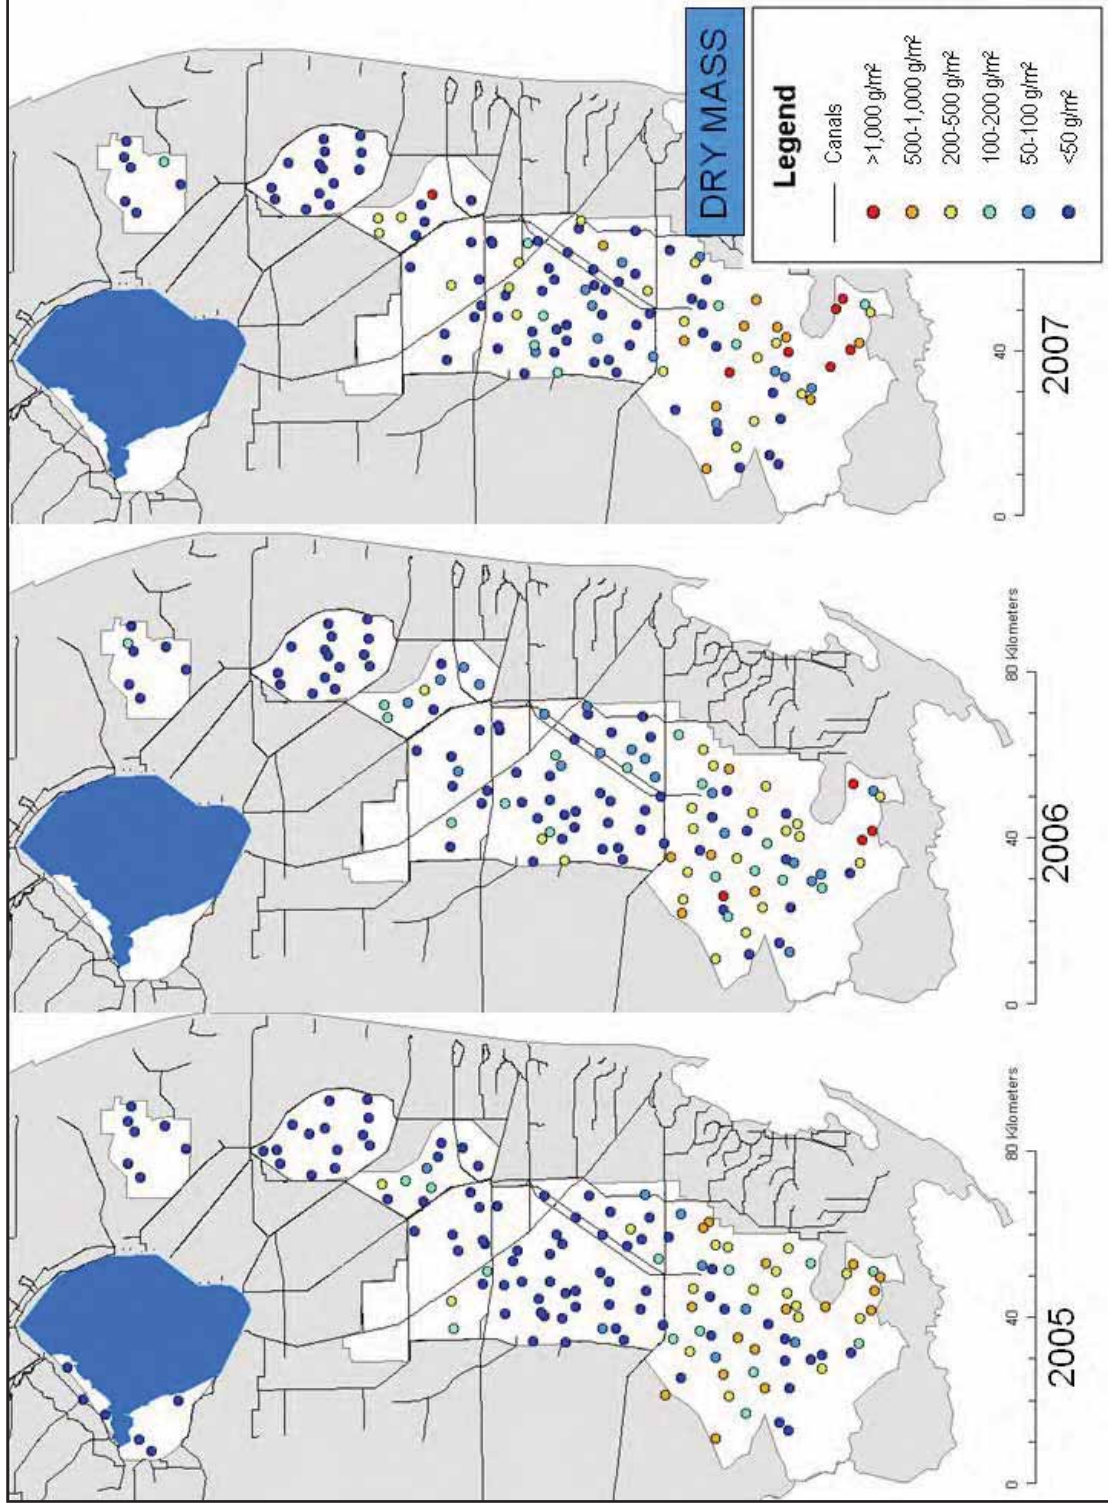 DRY MASS
Legend
Canals
>1,000 g/m²
500-1,000 g/m²
200-500 g/m²
100-200 g/m²
50-100 g/m²
<50 g/m²
0
40
80 Kilometers
2005
0
40
80 Kilometers
2006
0
40
2007